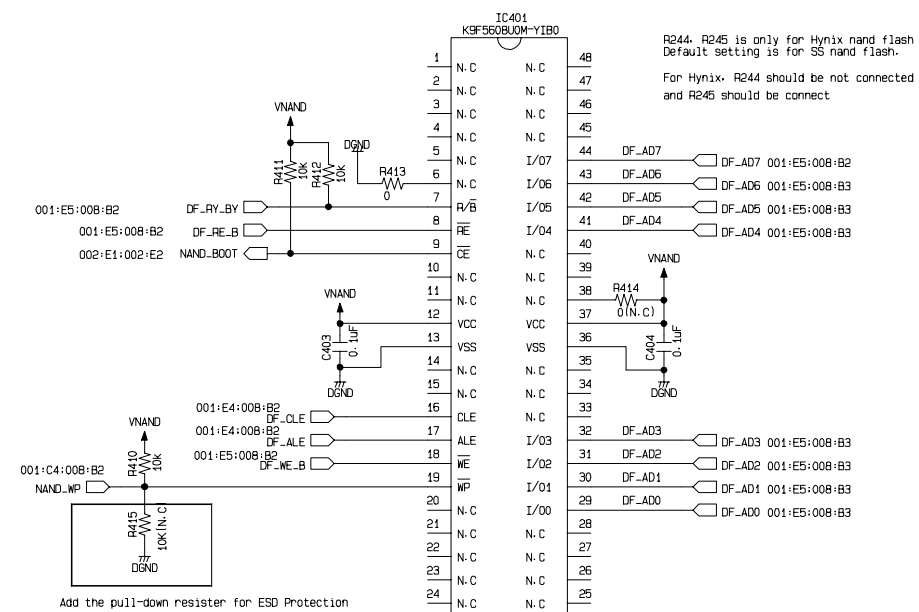 IC401
K9F5608U0M-YIB0
R244. R245 is only for Hynix nand flash
Default setting is for SS nand flash.
For Hynix. R244 should be not connected
and R245 should be connect
1 N.C N.C 48
2 N.C N.C 47
3 N.C N.C 46
4 N.C N.C 45
5 N.C I/O7 44 DF_AD7 DF_AD7 001:E5:008:B2
6 N.C I/O6 43 DF_AD6 DF_AD6 001:E5:008:B3
7 R/B I/O5 42 DF_AD5 DF_AD5 001:E5:008:B3
8 RE I/O4 41 DF_AD4 DF_AD4 001:E5:008:B3
9 CE N.C 40
10 N.C N.C 39
11 N.C N.C 38
12 VCC VCC 37
13 VSS VSS 36
14 N.C N.C 35
15 N.C N.C 34
16 CLE N.C 33
17 ALE I/O3 32 DF_AD3 DF_AD3 001:E5:008:B3
18 WE I/O2 31 DF_AD2 DF_AD2 001:E5:008:B3
19 WP I/O1 30 DF_AD1 DF_AD1 001:E5:008:B3
20 N.C I/O0 29 DF_AD0 DF_AD0 001:E5:008:B3
21 N.C N.C 28
22 N.C N.C 27
23 N.C N.C 26
24 N.C N.C 25
VNAND
R411
10k
R412
10k
DGND
R413
0
001:E5:008:B2 DF_RY_BY
001:E5:008:B2 DF_RE_B
002:E1:002:E2 NAND_BOOT
VNAND
C403
0.1uF
DGND
VNAND
R414
0(N.C)
C404
0.1uF
DGND
001:E4:008:B2
DF_CLE
001:E4:008:B2
DF_ALE
001:E5:008:B2
DF_WE_B
VNAND
R410
10k
001:C4:008:B2
NAND_WP
R415
10K(N.C)
DGND
Add the pull-down resister for ESD Protection